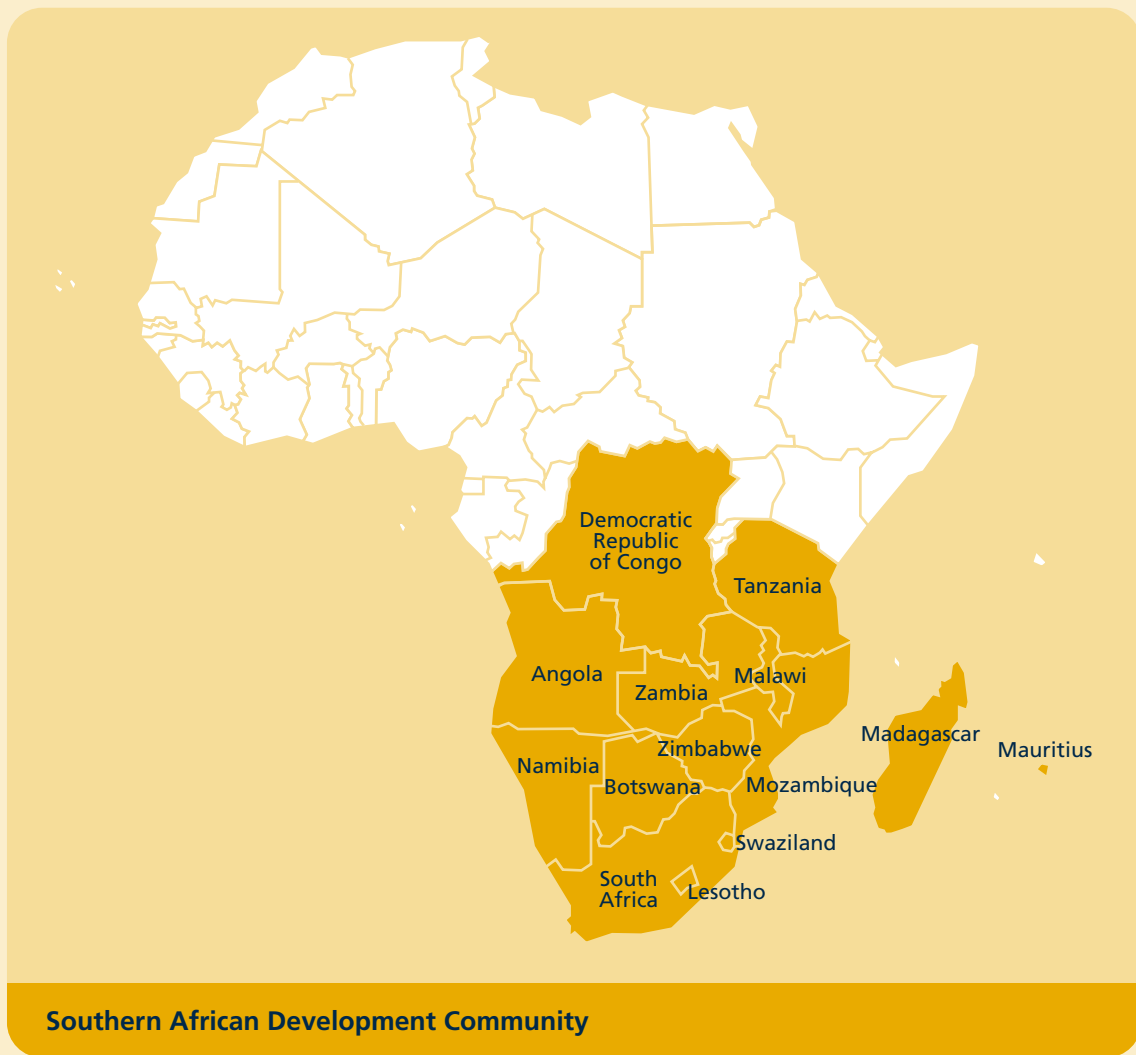 Democratic
Republic
of Congo
Tanzania
Angola
Malawi
Zambia
Madagascar
Mauritius
Zimbabwe
Namibia
Botswana
Mozambique
Swaziland
South
Africa
Lesotho
Southern African Development Community